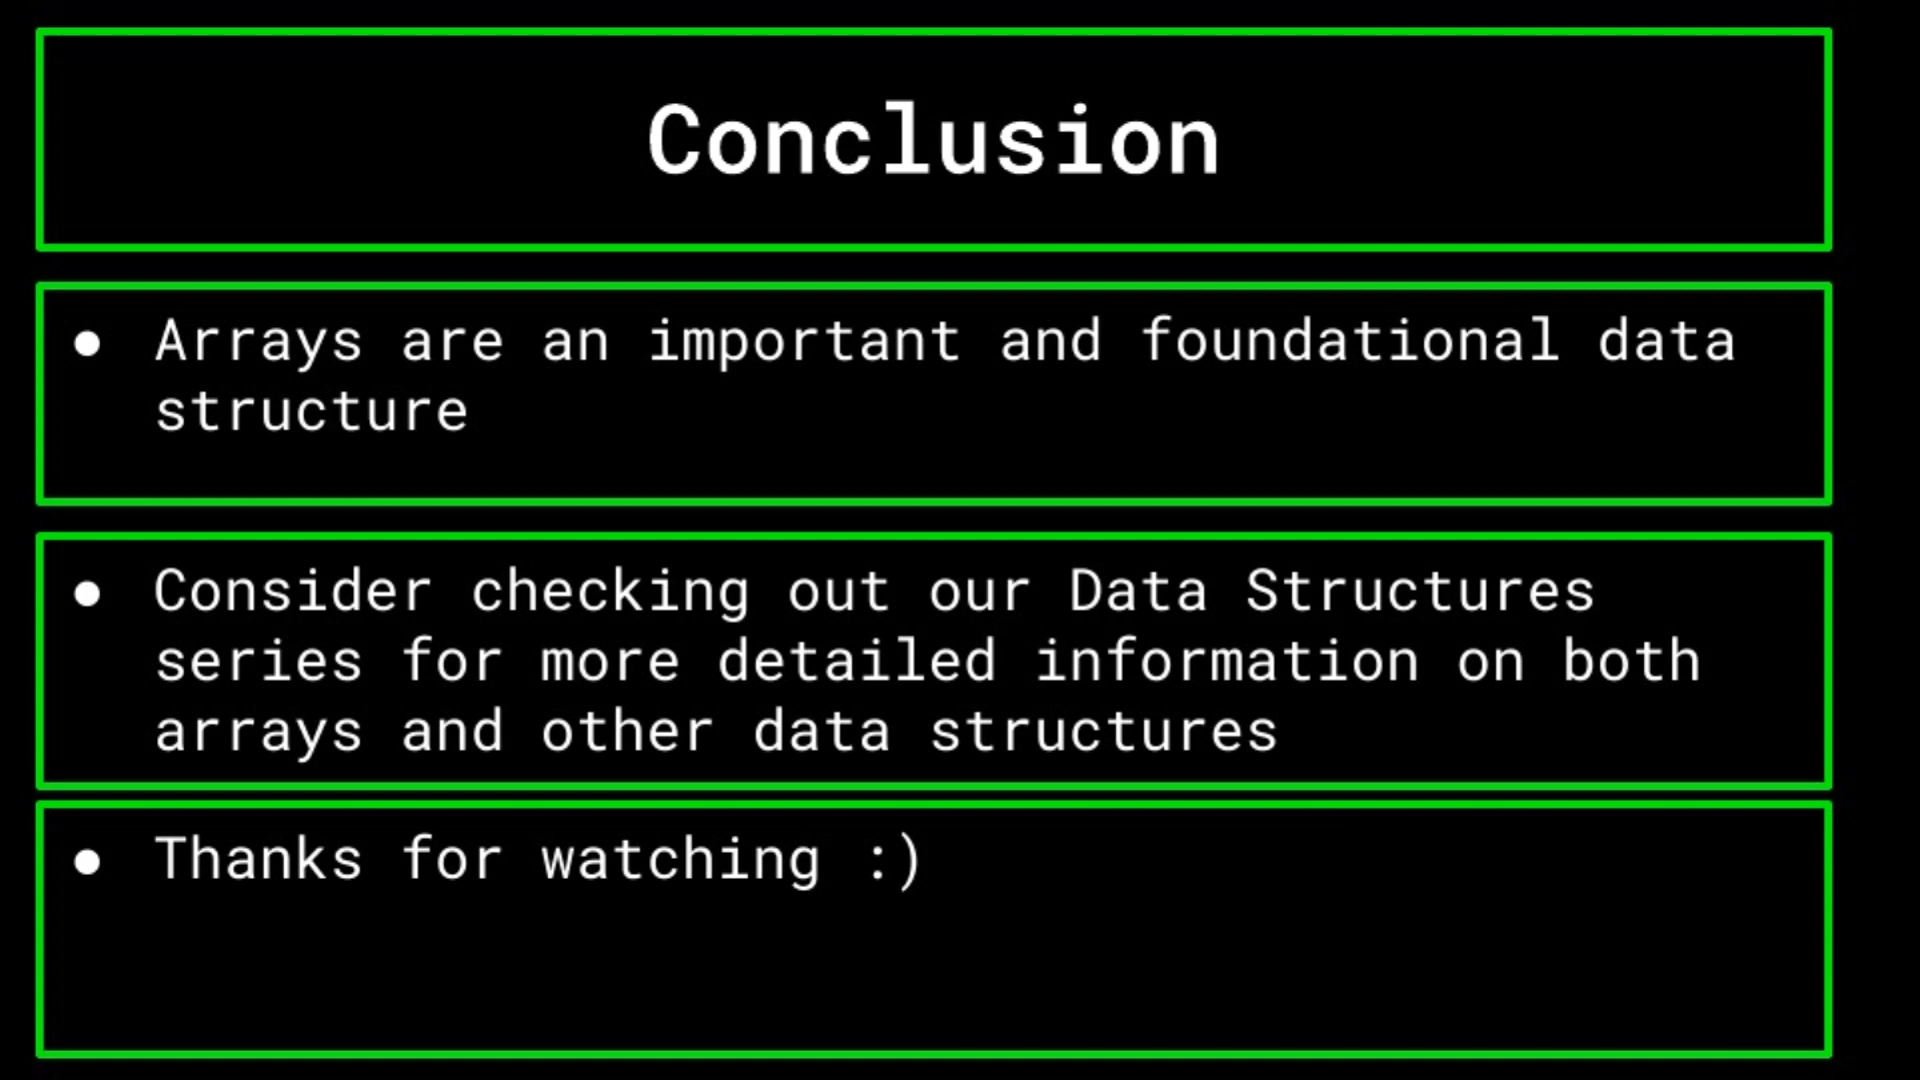 Conclusion
● Arrays are an important and foundational data
structure
● Consider checking out our Data Structures
series for more detailed information on both
arrays and other data structures
● Thanks for watching :)